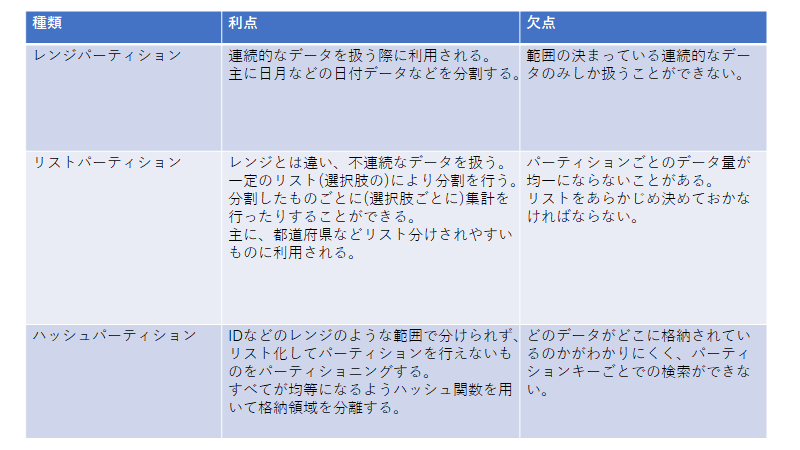 種類
利点
欠点
レンジパーティション
連続的なデータを扱う際に利用される。
主に日月などの日付データなどを分割する。
範囲の決まっている連続的なデー
タのみしか扱うことができない。
リストパーティション
レンジとは違い、不連続なデータを扱う。
一定のリスト(選択肢の)により分割を行う。
分割したものごとに(選択肢ごとに)集計を
行ったりすることができる。
主に、都道府県などリスト分けされやすい
ものに利用される。
パーティションごとのデータ量が
均一にならないことがある。
リストをあらかじめ決めておかな
ければならない。
ハッシュパーティション
IDなどのレンジのような範囲で分けられず、
リスト化してパーティションを行えないも
のをパーティショニングする。
すべてが均等になるようハッシュ関数を用
いて格納領域を分離する。
どのデータがどこに格納されてい
るのかがわかりにくく、パーティ
ションキーごとでの検索ができな
い。